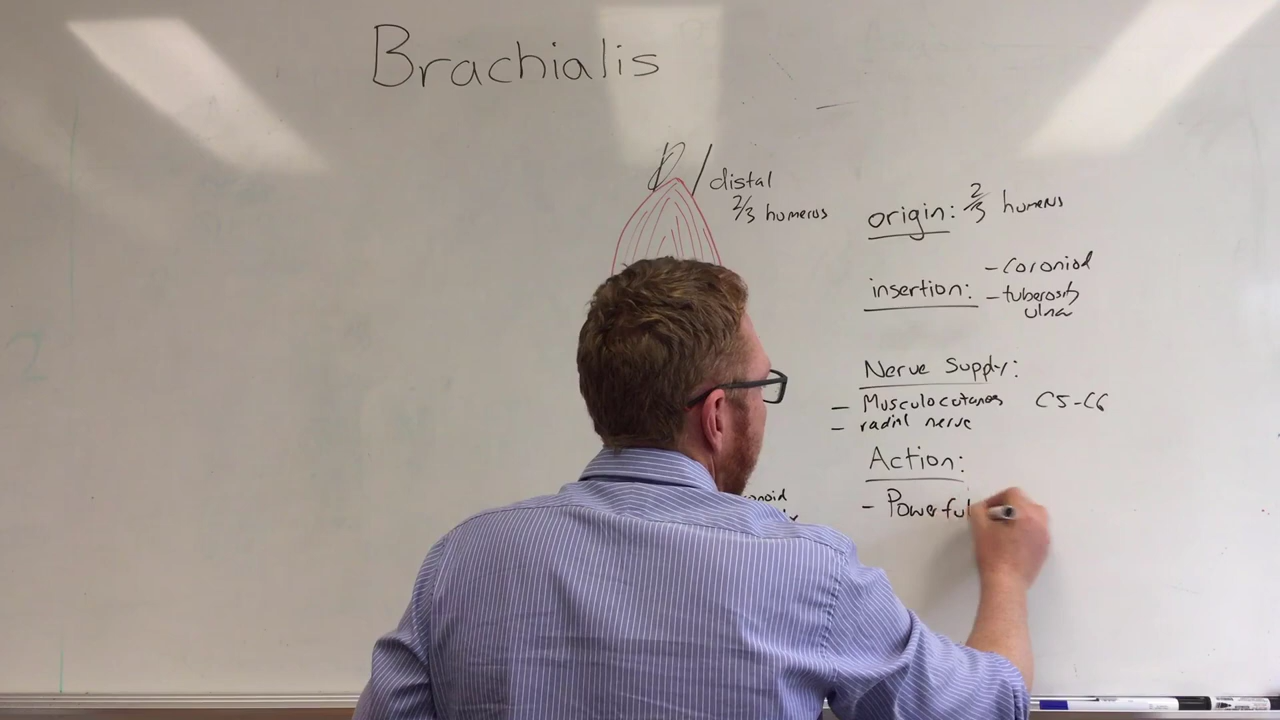 Brachialis
distal
2/3 humerus
origin: 2/3 humerus
insertion: - Coronoid
- tuberosity
ulna
Nerve Supply:
- Musculocutaneos C5-C6
- radial nerve
Action:
- Powerful